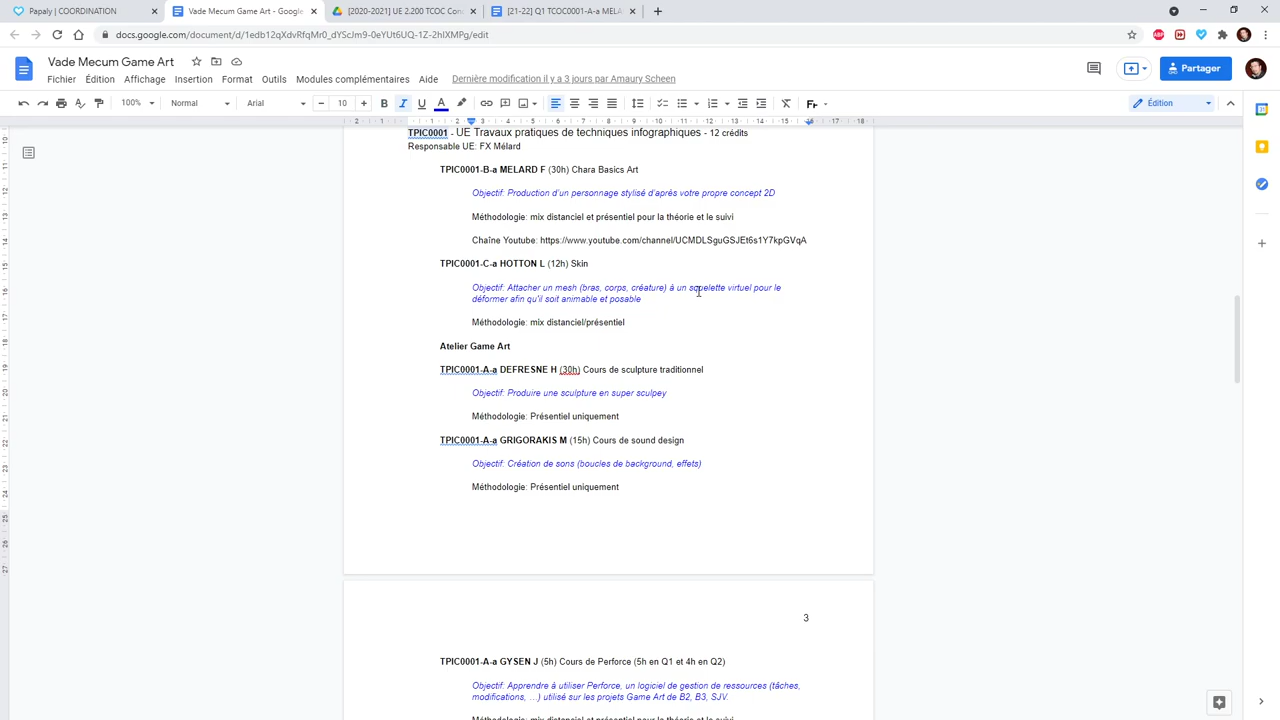 Papaly | COORDINATION
Vade Mecum Game Art - Google
[2020-2021] UE 2.200 TCOC Con
[21-22] Q1 TCOC0001-A-a MELA
docs.google.com/document/d/1edb12qXdvRfqMr0_dYScJm9-0eYUt6UQ-1Z-2hlXMPg/edit
Vade Mecum Game Art
Fichier Édition Affichage Insertion Format Outils Modules complémentaires Aide Dernière modification il y a 3 jours par Amaury Scheen
Partager
100% Normal Arial 10 Édition
TPIC0001 - UE Travaux pratiques de techniques infographiques - 12 crédits
Responsable UE: FX Mélard
TPIC0001-B-a MELARD F (30h) Chara Basics Art
Objectif: Production d'un personnage stylisé d'après votre propre concept 2D
Méthodologie: mix distanciel et présentiel pour la théorie et le suivi
Chaîne Youtube: https://www.youtube.com/channel/UCMDLSguGSJEt6s1Y7kpGVqA
TPIC0001-C-a HOTTON L (12h) Skin
Objectif: Attacher un mesh (bras, corps, créature) à un squelette virtuel pour le
déformer afin qu'il soit animable et posable
Méthodologie: mix distanciel/présentiel
Atelier Game Art
TPIC0001-A-a DEFRESNE H (30h) Cours de sculpture traditionnel
Objectif: Produire une sculpture en super sculpey
Méthodologie: Présentiel uniquement
TPIC0001-A-a GRIGORAKIS M (15h) Cours de sound design
Objectif: Création de sons (boucles de background, effets)
Méthodologie: Présentiel uniquement
3
TPIC0001-A-a GYSEN J (5h) Cours de Perforce (5h en Q1 et 4h en Q2)
Objectif: Apprendre à utiliser Perforce, un logiciel de gestion de ressources (tâches,
modifications, ...) utilisé sur les projets Game Art de B2, B3, SJV.
Méthodologie: mix distanciel et présentiel pour la théorie et le suivi